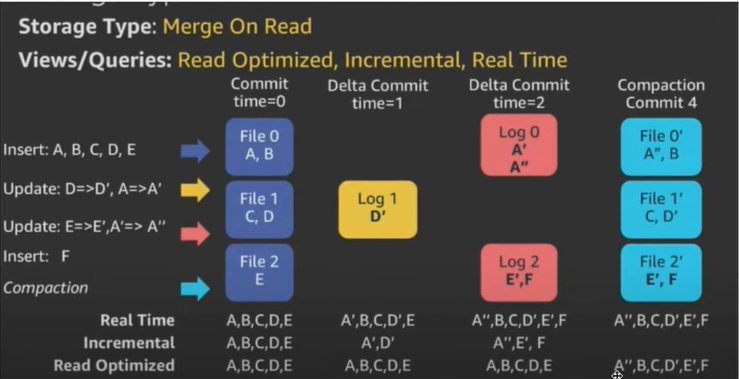 Storage Type: Merge On Read
Views/Queries: Read Optimized, Incremental, Real Time
Commit
time=0
Delta Commit
time=1
Delta Commit
time=2
Compaction
Commit 4
Insert: A, B, C, D, E
File 0
A, B
Log 0
A'
A''
File 0'
A'', B
Update: D=>D', A=>A'
Update: E=>E',A'=> A''
File 1
C, D
Log 1
D'
File 1'
C, D'
Insert: F
Compaction
File 2
E
Log 2
E',F
File 2'
E', F
Real Time A,B,C,D,E A',B,C,D',E A'',B,C,D',E',F A'',B,C,D',E',F
Incremental A,B,C,D,E A',D' A'',E', F
Read Optimized A,B,C,D,E A,B,C,D,E A,B,C,D,E A'',B,C,D',E',F